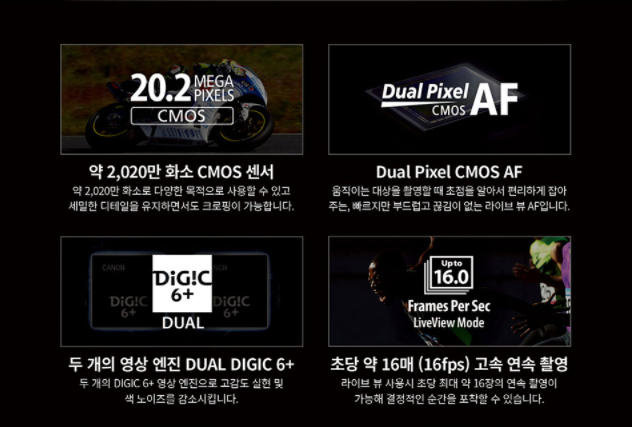 20.2 MEGA
PIXELS
CMOS
약 2,020만 화소 CMOS 센서
약 2,020만 화소로 다양한 목적으로 사용할 수 있고
세밀한 디테일을 유지하면서도 크로핑이 가능합니다.
Dual Pixel
CMOS AF
Dual Pixel CMOS AF
움직이는 대상을 촬영할 때 초점을 알아서 편리하게 잡아
주는, 빠르지만 부드럽고 끊김이 없는 라이브 뷰 AF입니다.
CANON
DiGiC
6+
DiGiC
6+
DiGiC
6+
DUAL
두 개의 영상 엔진 DUAL DIGIC 6+
두 개의 DIGIC 6+ 영상 엔진으로 고감도 실현 및
색 노이즈를 감소시킵니다.
Up to
16.0
Frames Per Sec
LiveView Mode
초당 약 16매 (16fps) 고속 연속 촬영
라이브 뷰 사용시 초당 최대 약 16장의 연속 촬영이
가능해 결정적인 순간을 포착할 수 있습니다.